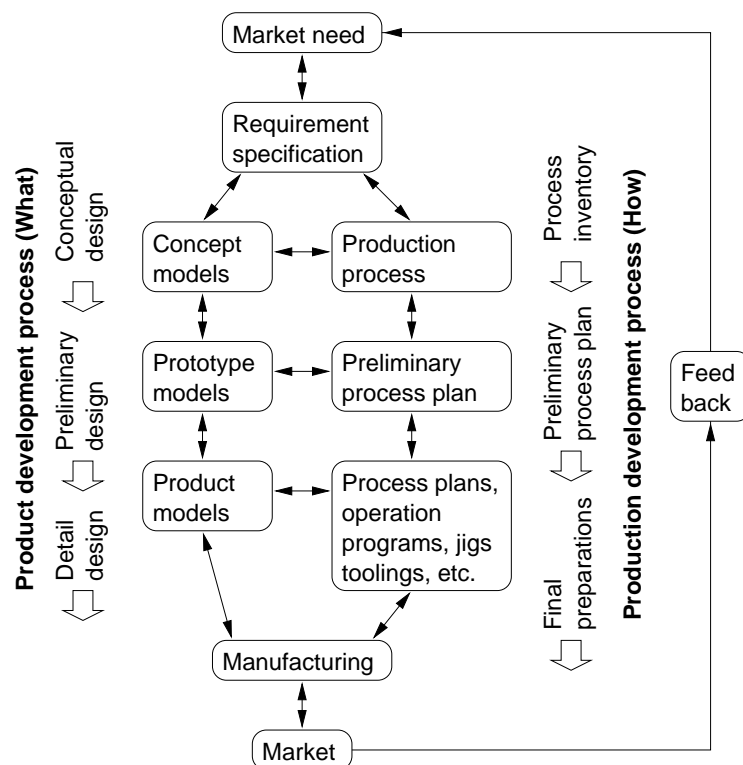 Market need
Requirement
specification
Product development process (What)
Conceptual
design
Preliminary
design
Detail
design
Concept
models
Production
process
Prototype
models
Preliminary
process plan
Product
models
Process plans,
operation
programs, jigs
toolings, etc.
Manufacturing
Market
Process
inventory
Preliminary
process plan
Final
preparations
Production development process (How)
Feed
back